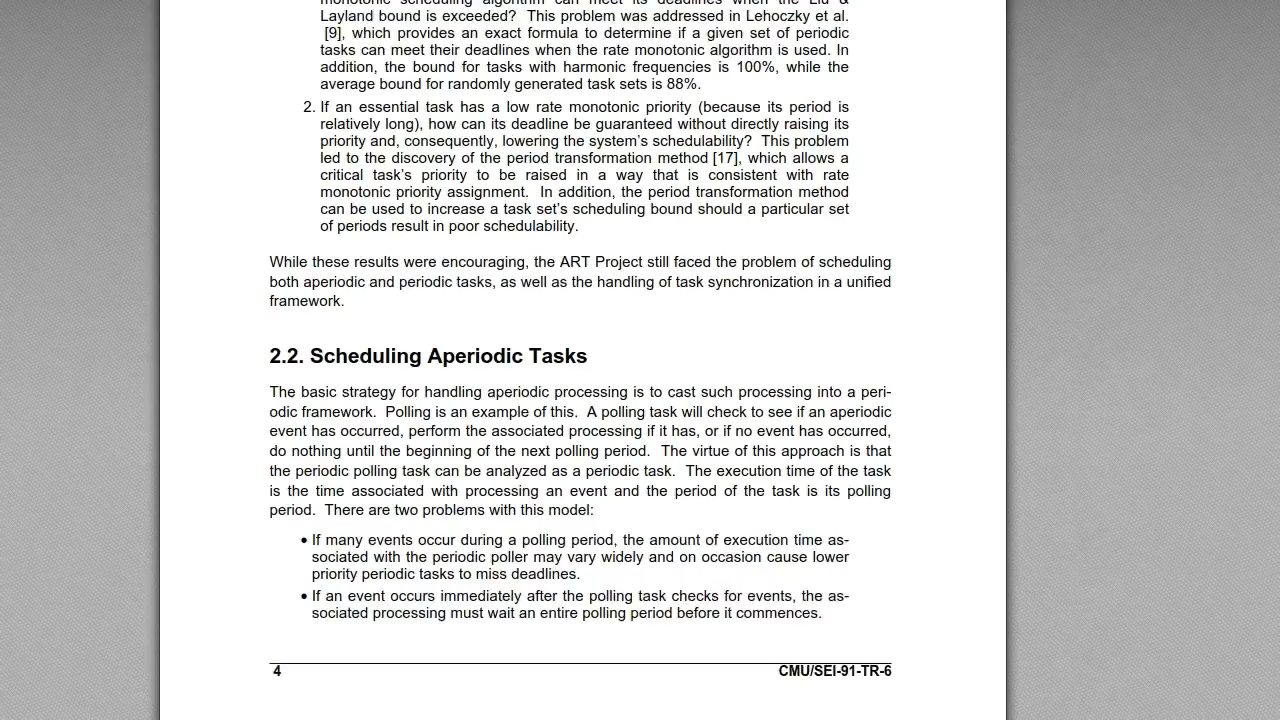 monotonic scheduling algorithm can meet its deadlines when the Liu &
Layland bound is exceeded? This problem was addressed in Lehoczky et al.
[9], which provides an exact formula to determine if a given set of periodic
tasks can meet their deadlines when the rate monotonic algorithm is used. In
addition, the bound for tasks with harmonic frequencies is 100%, while the
average bound for randomly generated task sets is 88%.
2. If an essential task has a low rate monotonic priority (because its period is
relatively long), how can its deadline be guaranteed without directly raising its
priority and, consequently, lowering the system's schedulability? This problem
led to the discovery of the period transformation method [17], which allows a
critical task's priority to be raised in a way that is consistent with rate
monotonic priority assignment. In addition, the period transformation method
can be used to increase a task set's scheduling bound should a particular set
of periods result in poor schedulability.
While these results were encouraging, the ART Project still faced the problem of scheduling
both aperiodic and periodic tasks, as well as the handling of task synchronization in a unified
framework.
2.2. Scheduling Aperiodic Tasks
The basic strategy for handling aperiodic processing is to cast such processing into a peri-
odic framework. Polling is an example of this. A polling task will check to see if an aperiodic
event has occurred, perform the associated processing if it has, or if no event has occurred,
do nothing until the beginning of the next polling period. The virtue of this approach is that
the periodic polling task can be analyzed as a periodic task. The execution time of the task
is the time associated with processing an event and the period of the task is its polling
period. There are two problems with this model:
• If many events occur during a polling period, the amount of execution time as-
sociated with the periodic poller may vary widely and on occasion cause lower
priority periodic tasks to miss deadlines.
• If an event occurs immediately after the polling task checks for events, the as-
sociated processing must wait an entire polling period before it commences.
4 CMU/SEI-91-TR-6